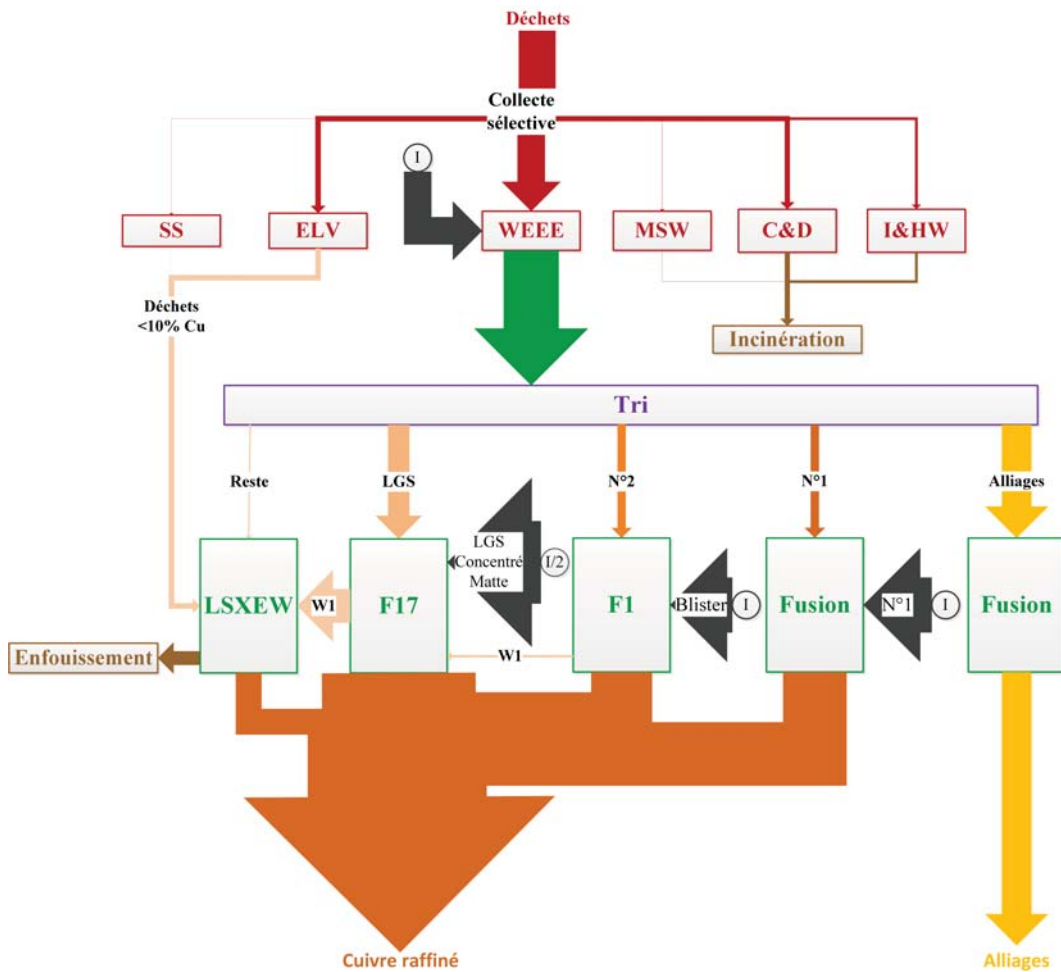 Déchets
Collecte
sélective
I
SS
ELV
WEEE
MSW
C&D
I&HW
Déchets
<10% Cu
Incinération
Tri
Reste
LGS
N°2
N°1
Alliages
LGS
Concentré
Matte
I/2
LSXEW
W1
F17
F1
Blister
I
Fusion
N°1
I
Fusion
Enfouissement
W1
Cuivre raffiné
Alliages